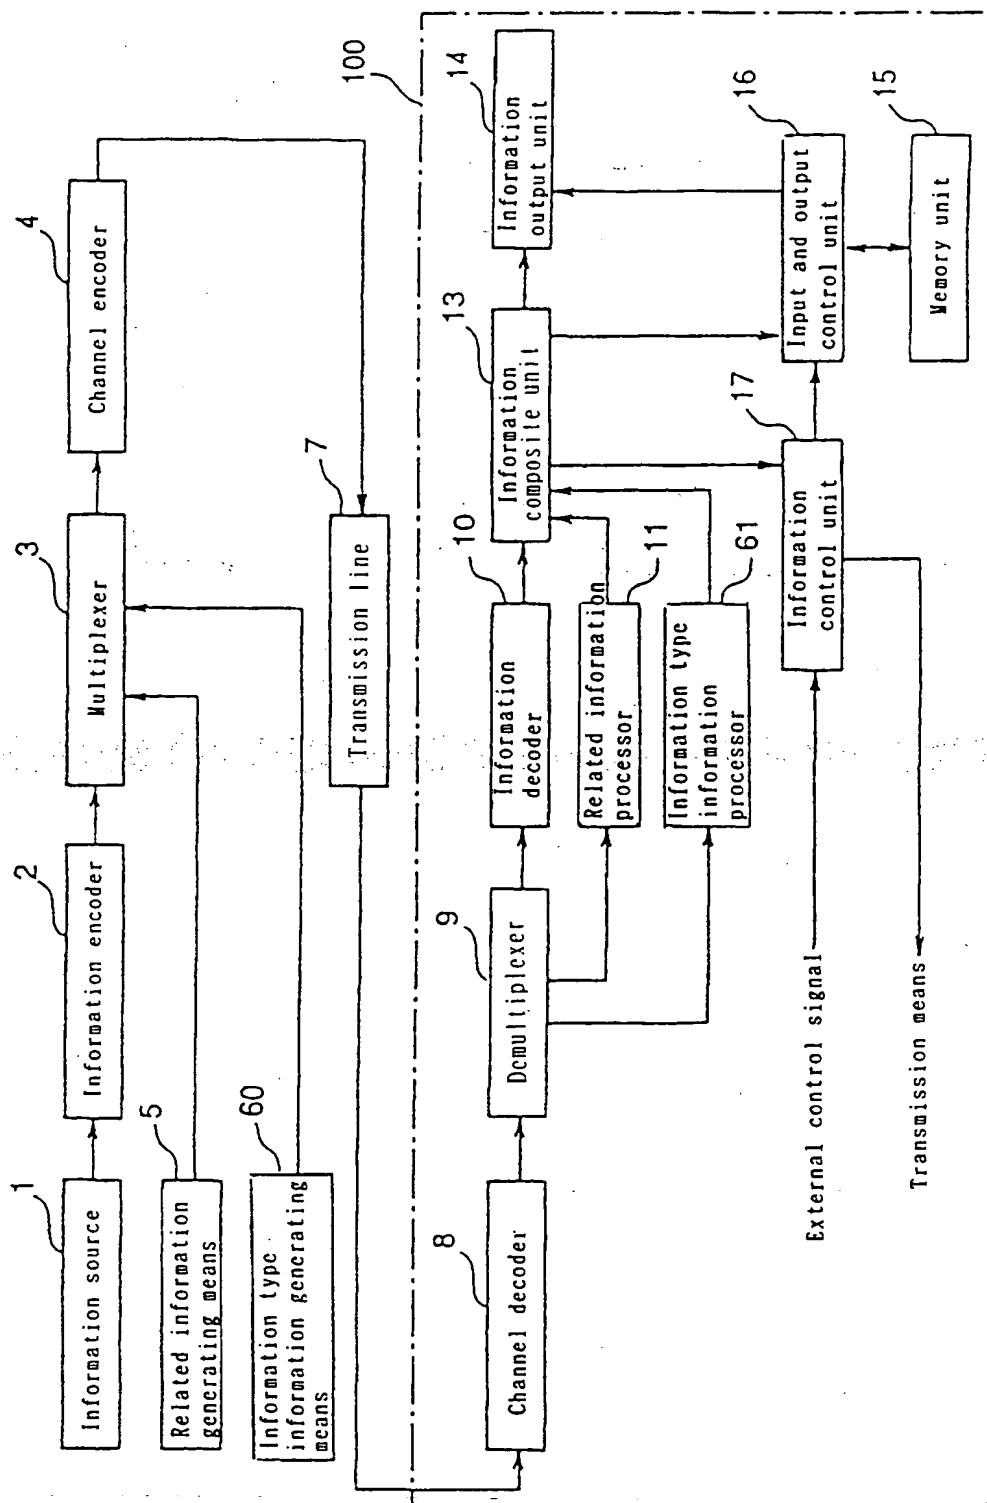 1
Information source
2
Information encoder
3
Multiplexer
4
Channel encoder
5
Related information
generating means
60
Information type
information generating
means
7
Transmission line
100
8
Channel decoder
9
Demultiplexer
10
Information
decoder
11
Related information
processor
61
Information type
information
processor
13
Information
composite unit
14
Information
output unit
17
Information
control unit
16
Input and output
control unit
15
Memory unit
External control signal
Transmission means